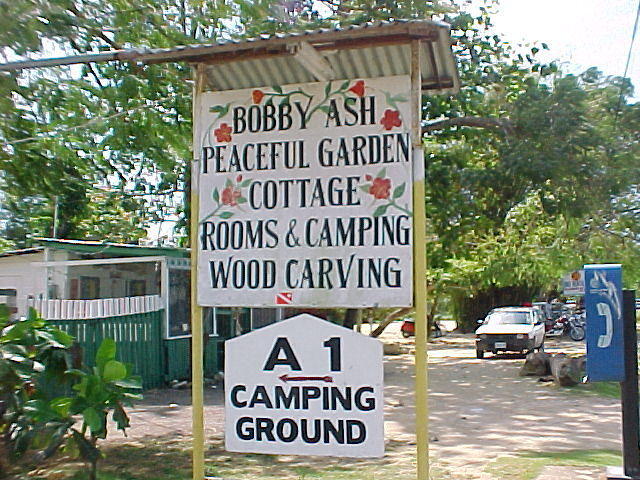 BOBBY ASH
PEACEFUL GARDEN
COTTAGE
ROOMS & CAMPING
WOOD CARVING
A 1
CAMPING
GROUND